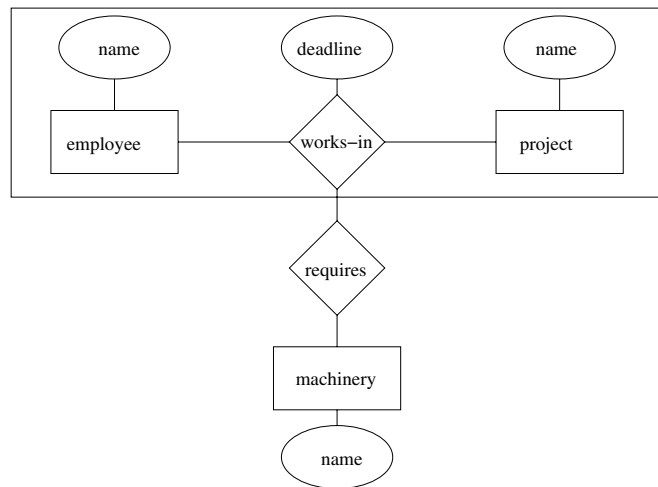 name
deadline
name
employee
works–in
project
requires
machinery
name